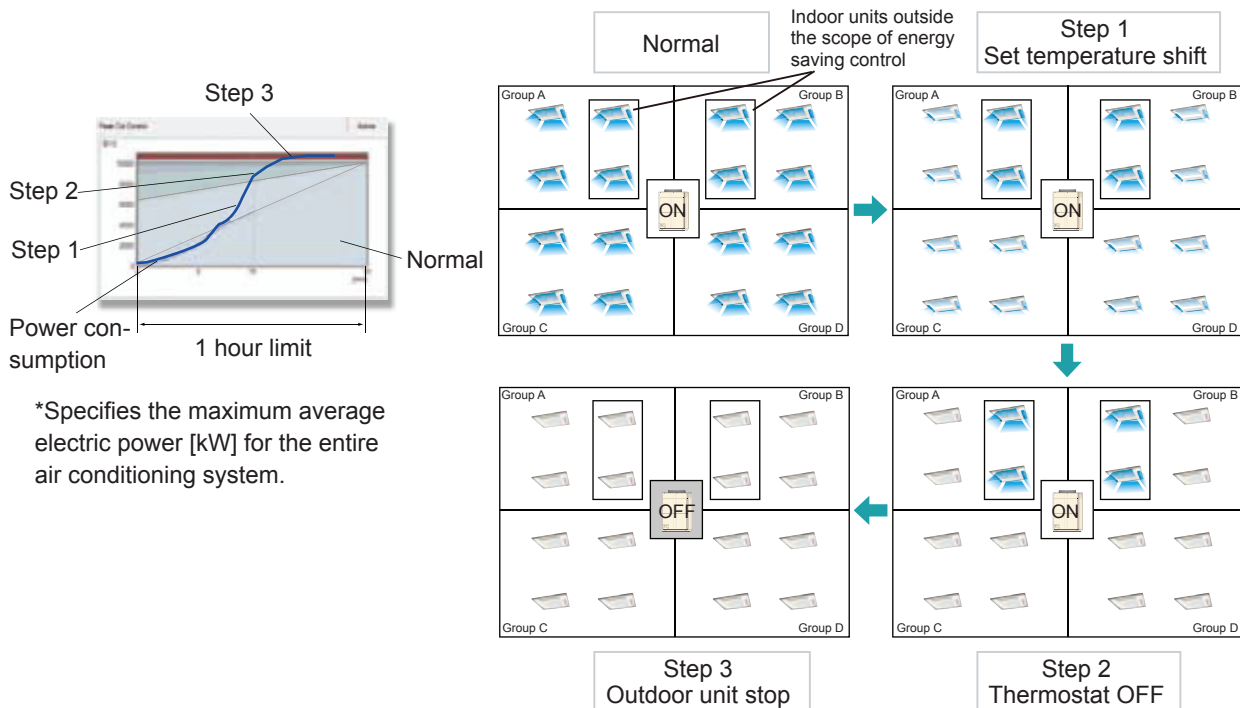 Step 3
Peak Cut Control
Step 2
Step 1
Normal
Power con-
sumption
1 hour limit
*Specifies the maximum average
electric power [kW] for the entire
air conditioning system.
Normal
Indoor units outside
the scope of energy
saving control
Step 1
Set temperature shift
Group A
Group B
ON
Group C
Group D
Group A
Group B
ON
Group C
Group D
Group A
Group B
OFF
Group C
Group D
Group A
Group B
ON
Group C
Group D
Step 3
Outdoor unit stop
Step 2
Thermostat OFF